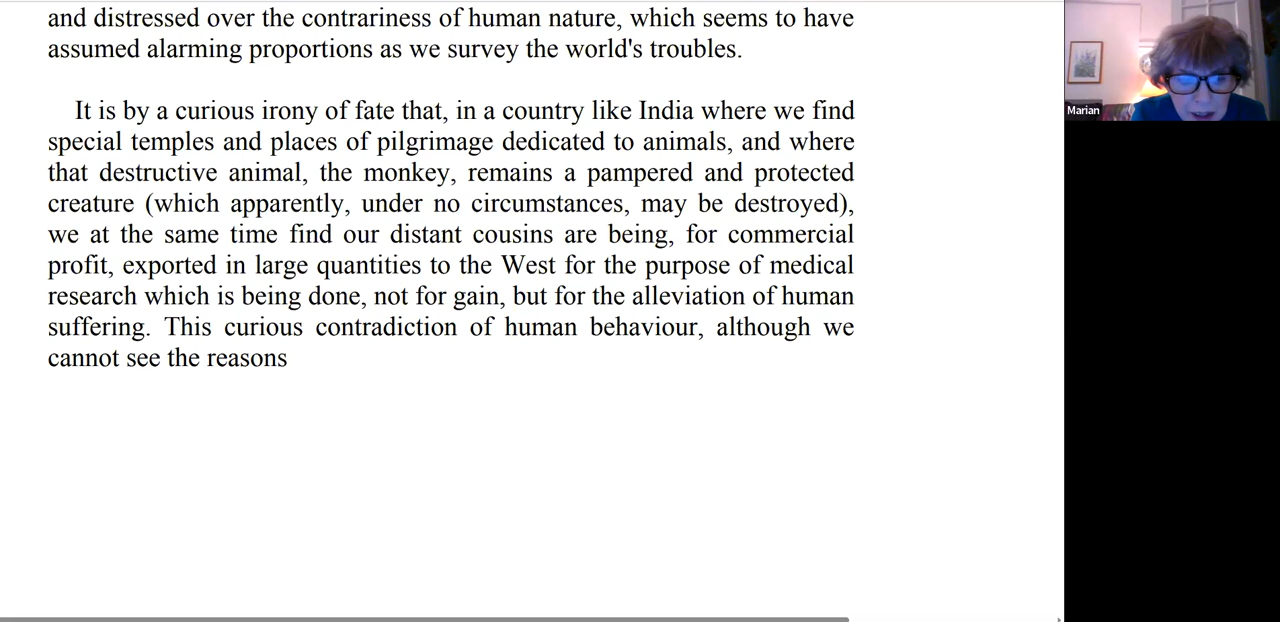 and distressed over the contrariness of human nature, which seems to have
assumed alarming proportions as we survey the world's troubles.
It is by a curious irony of fate that, in a country like India where we find
special temples and places of pilgrimage dedicated to animals, and where
that destructive animal, the monkey, remains a pampered and protected
creature (which apparently, under no circumstances, may be destroyed),
we at the same time find our distant cousins are being, for commercial
profit, exported in large quantities to the West for the purpose of medical
research which is being done, not for gain, but for the alleviation of human
suffering. This curious contradiction of human behaviour, although we
cannot see the reasons
Marian